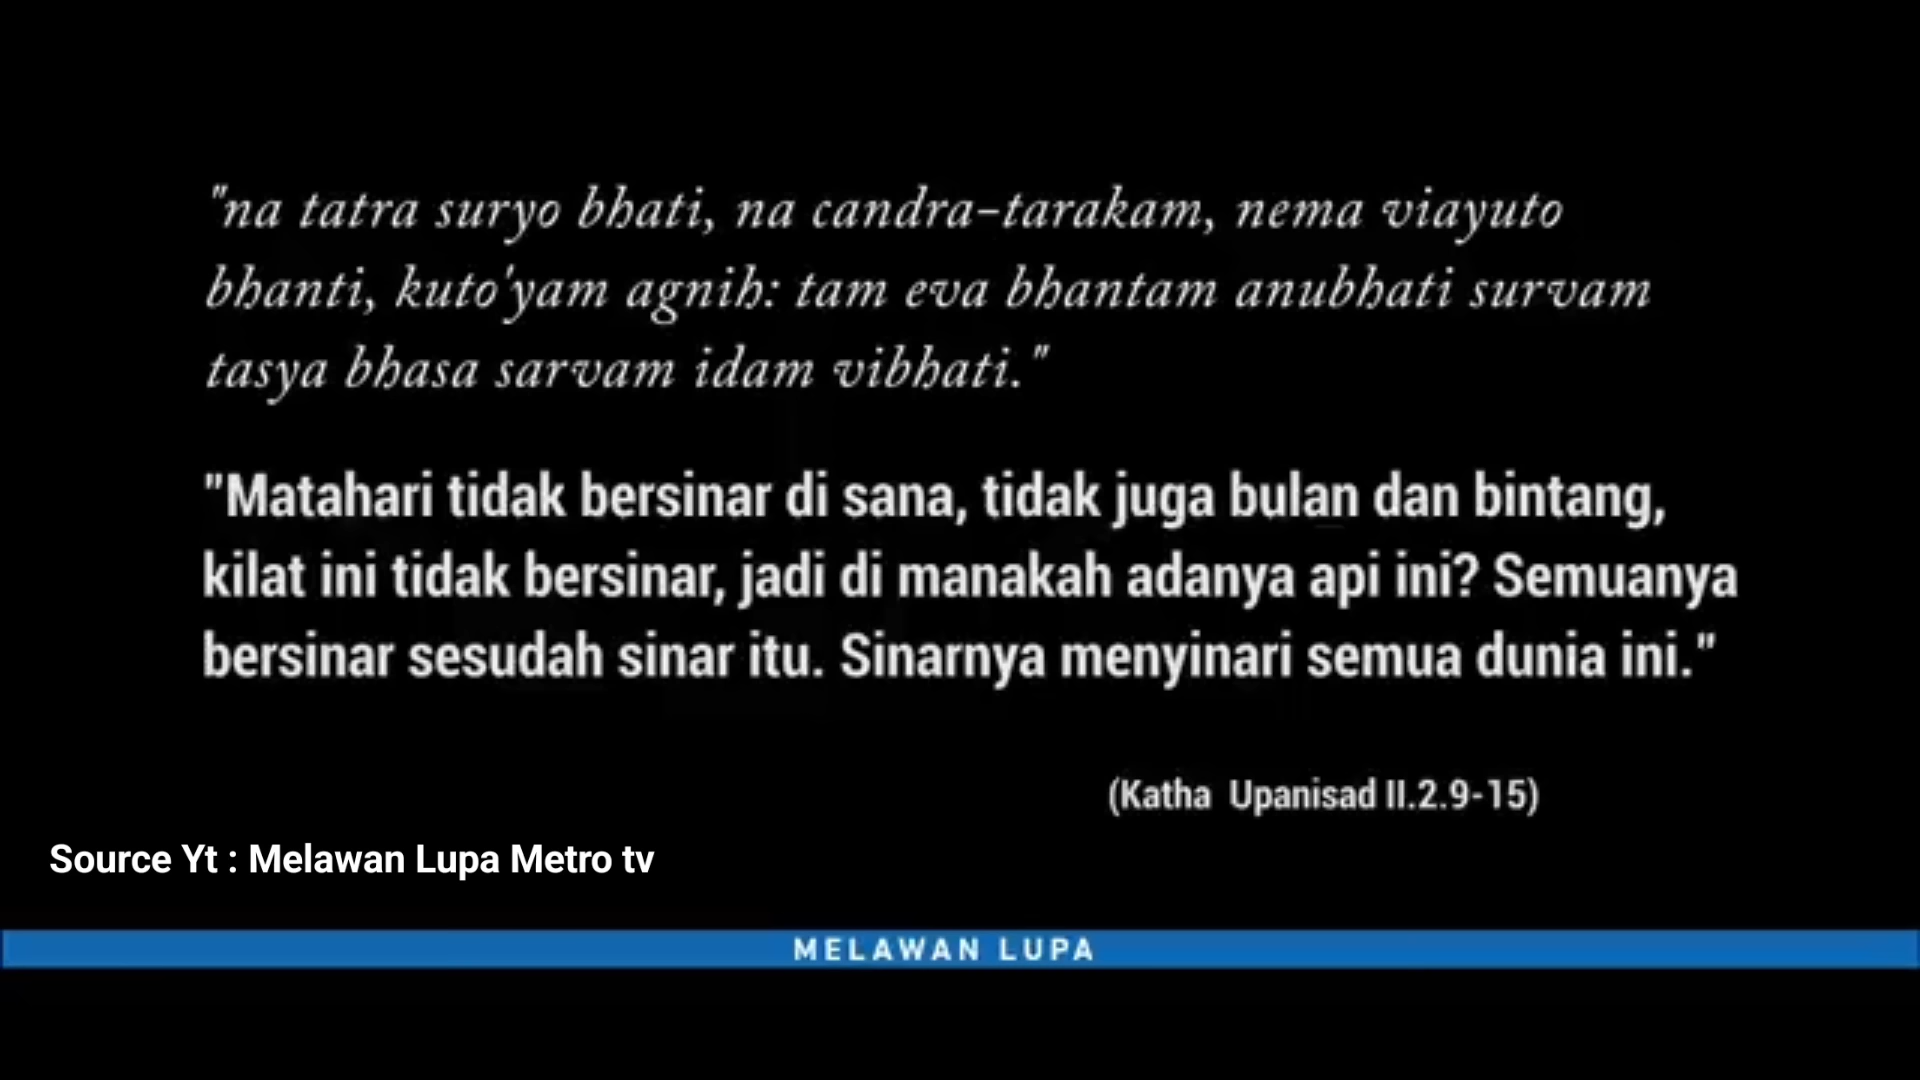 "na tatra suryo bhati, na candra-tarakam, nema viayuto
bhanti, kuto'yam agnih: tam eva bhantam anubhati survam
tasya bhasa sarvam idam vibhati."
"Matahari tidak bersinar di sana, tidak juga bulan dan bintang,
kilat ini tidak bersinar, jadi di manakah adanya api ini? Semuanya
bersinar sesudah sinar itu. Sinarnya menyinari semua dunia ini."
(Katha Upanisad II.2.9-15)
Source Yt : Melawan Lupa Metro tv
MELAWAN LUPA